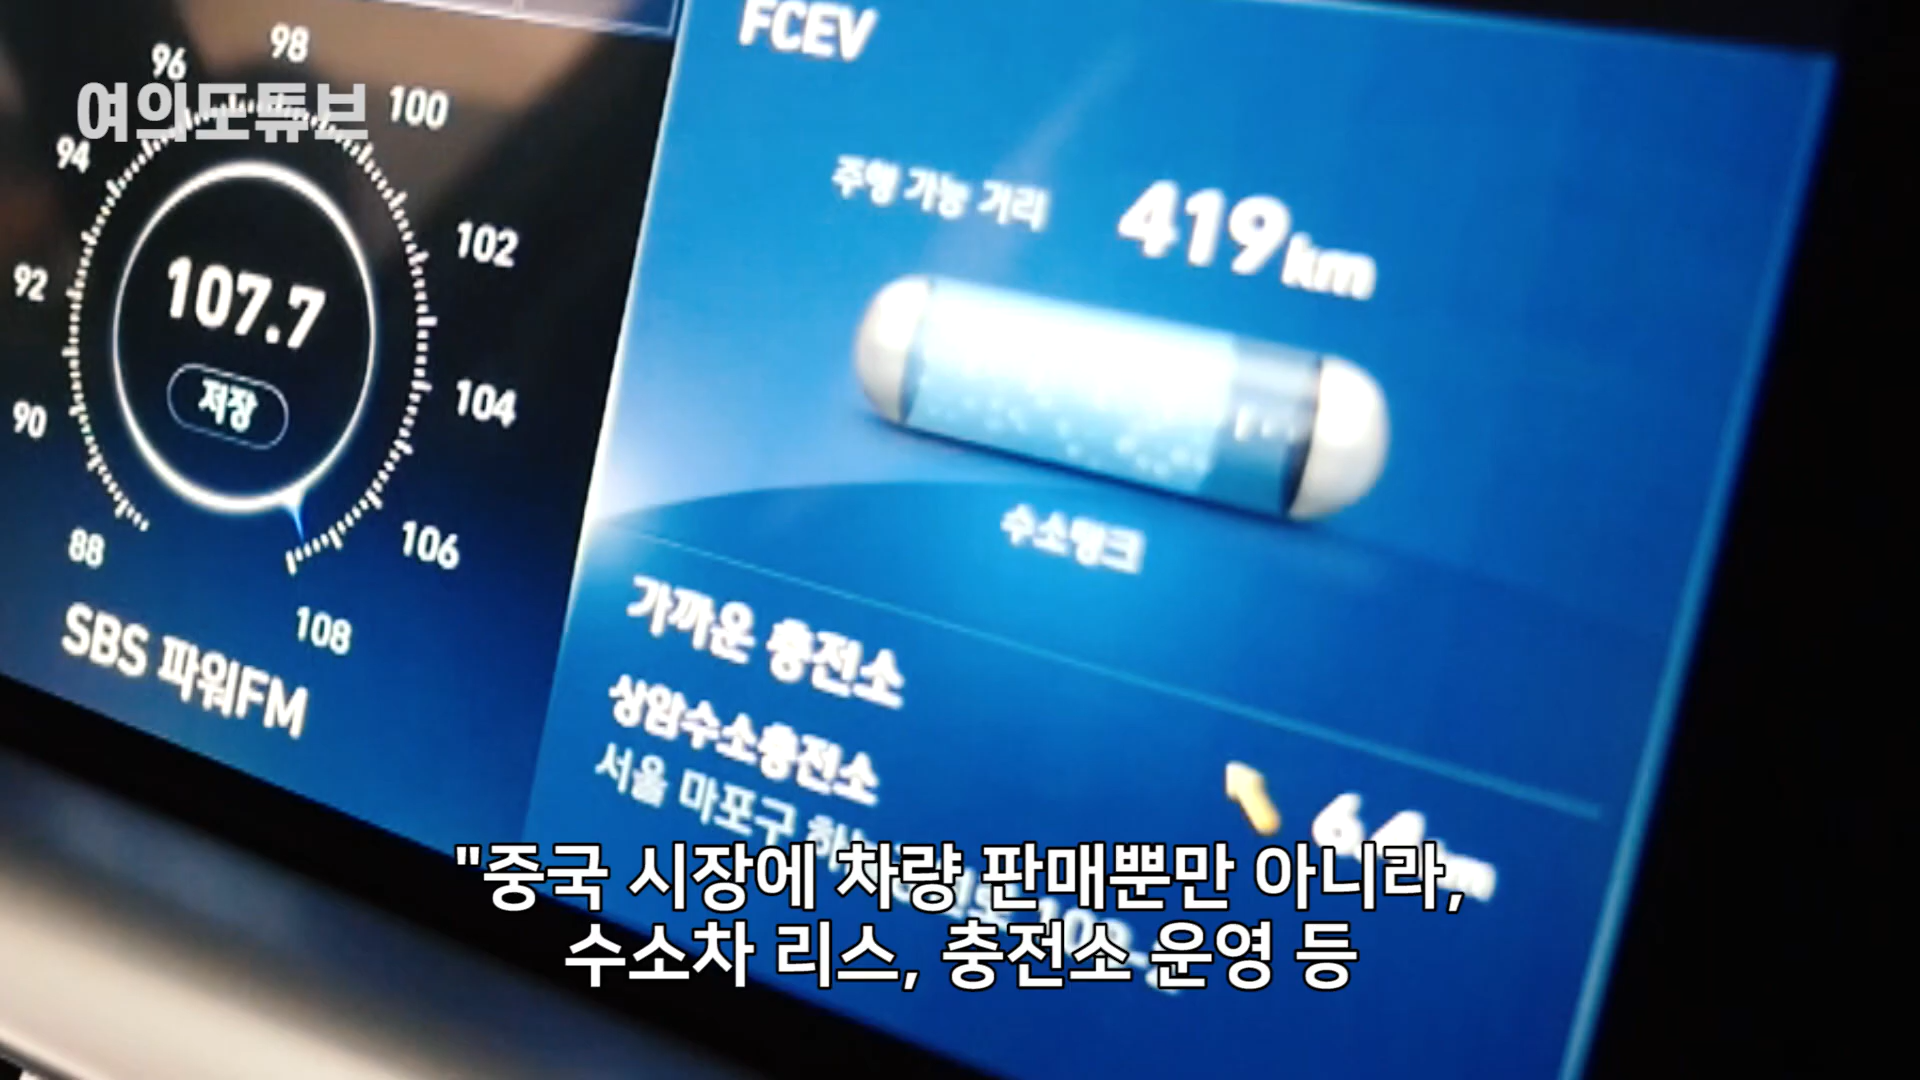 여의도튜브
88
90
92
94
96
98
100
102
104
106
108
107.7
저장
SBS 파워FM
FCEV
주행 가능 거리 419km
수소탱크
가까운 충전소
상암수소충전소
서울 마포구
"중국 시장에 차량 판매뿐만 아니라,
수소차 리스, 충전소 운영 등